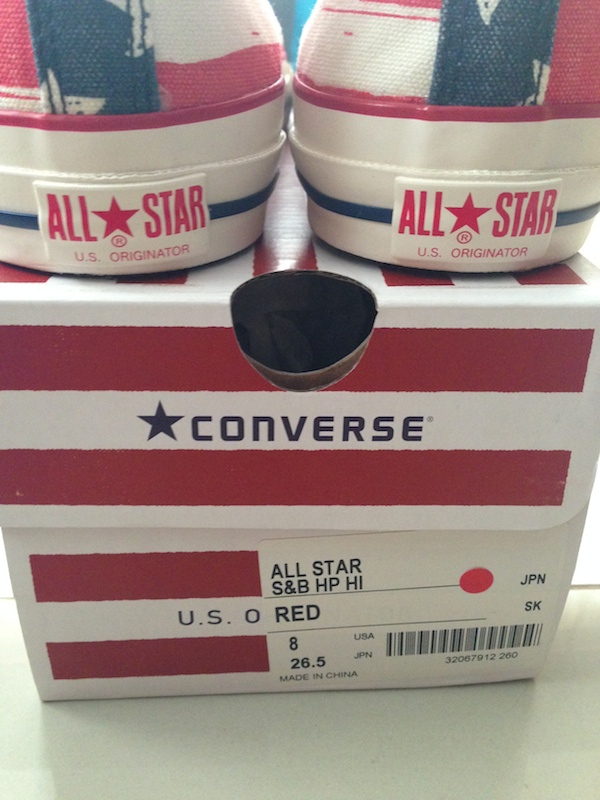 ALL★STAR
®
U.S. ORIGINATOR
ALL★STAR
®
U.S. ORIGINATOR
★CONVERSE®
ALL STAR
S&B HP HI
JPN
U.S. O RED
SK
8 USA
26.5 JPN
32067912 260
MADE IN CHINA